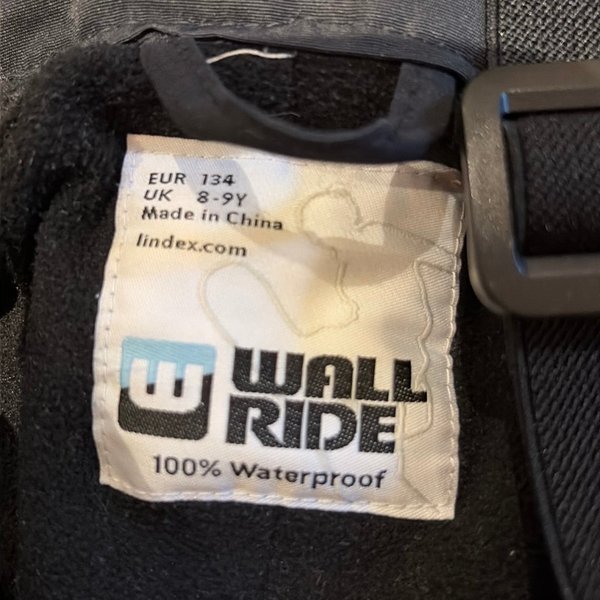 EUR 134
UK 8-9Y
Made in China
lindex.com
W WALL
RIDE
100% Waterproof